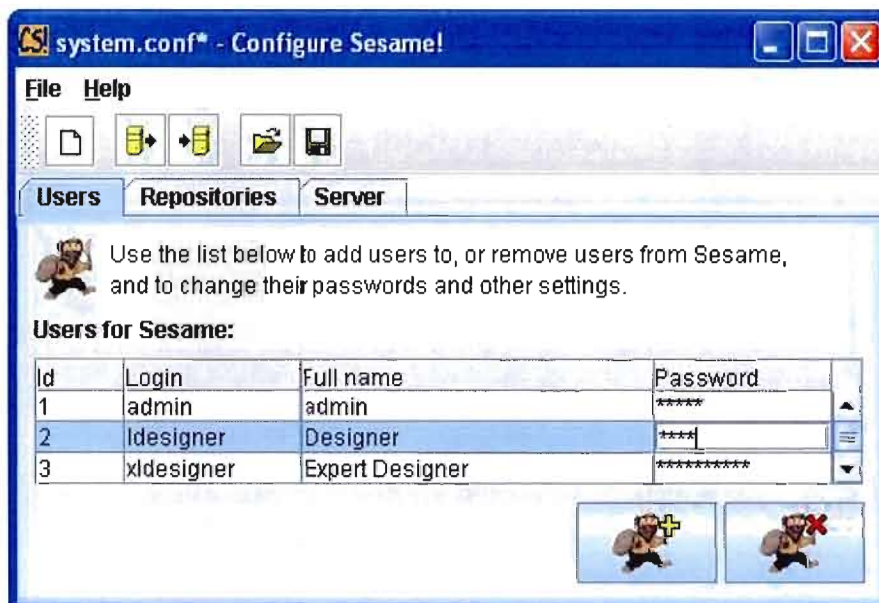 CS! system.conf* - Configure Sesame!
File Help
Users Repositories Server
Use the list below to add users to, or remove users from Sesame,
and to change their passwords and other settings.
Users for Sesame:
Id Login Full name Password
1 admin admin *****
2 ldesigner Designer ****
3 xldesigner Expert Designer **********